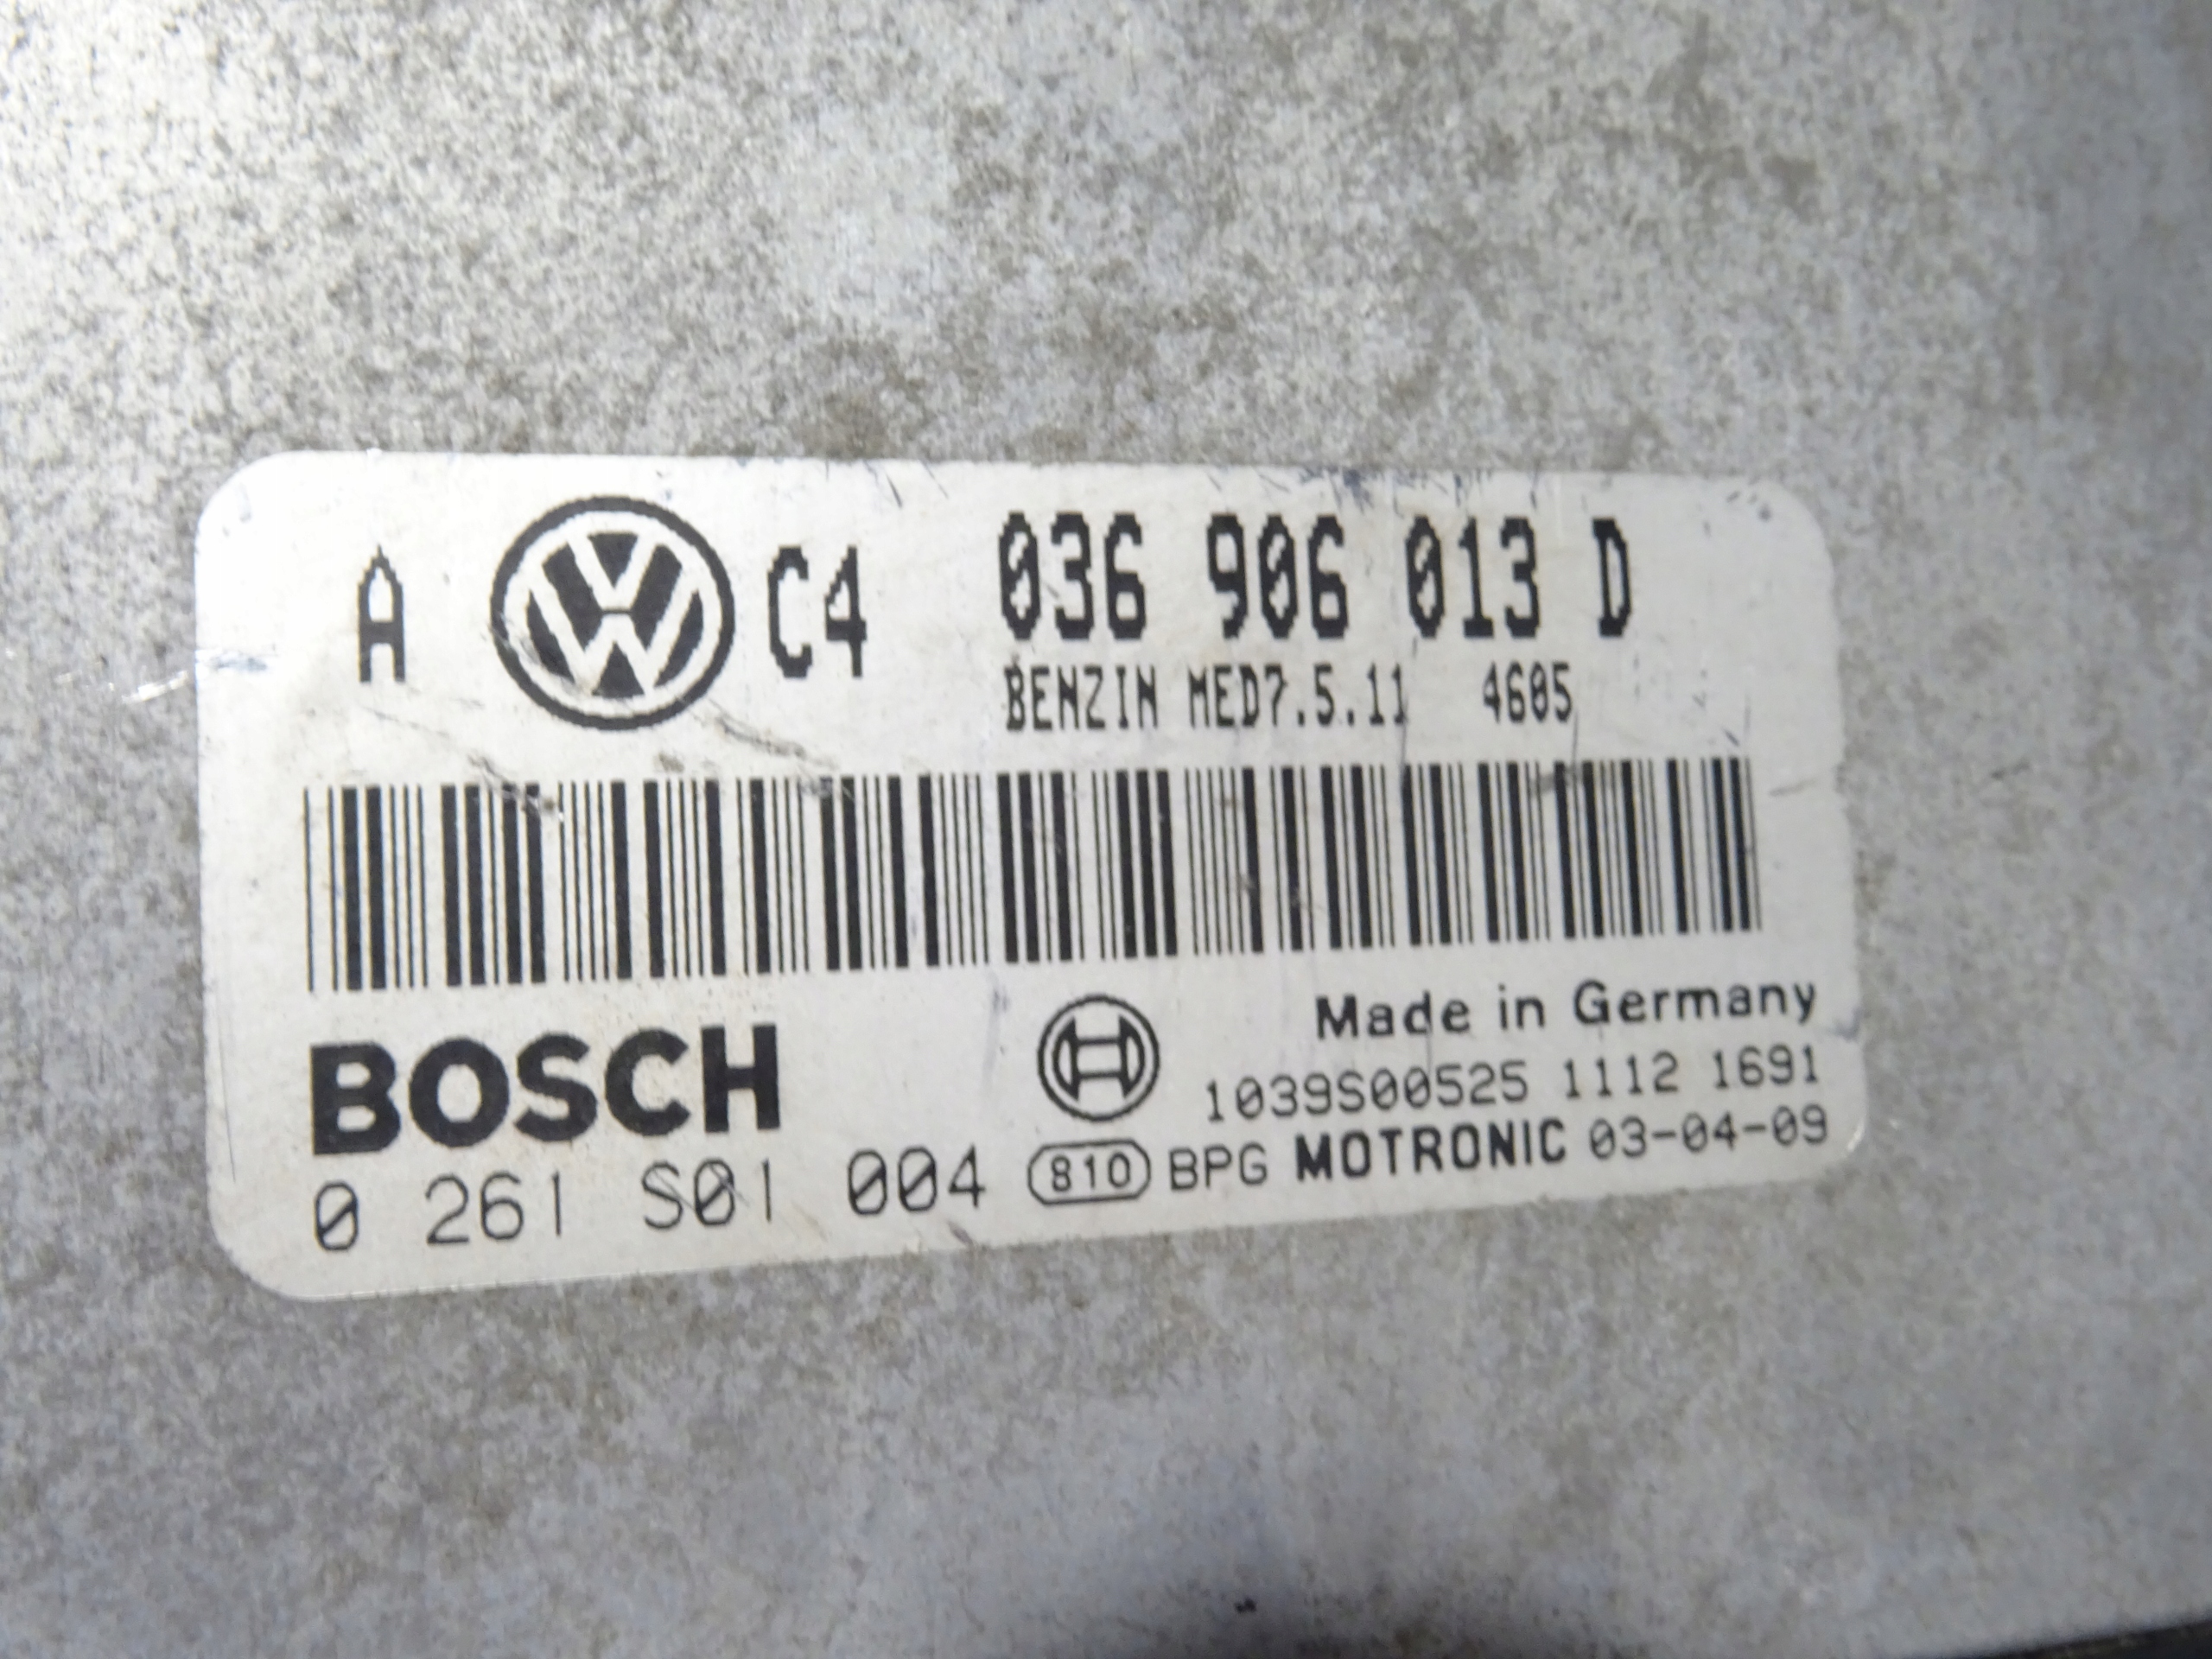 A VW C4 036 906 013 D
BENZIN MED7.5.11 4605
BOSCH
Made in Germany
1039S00525 1112 1691
0 261 S01 004 810 BPG MOTRONIC 03-04-09